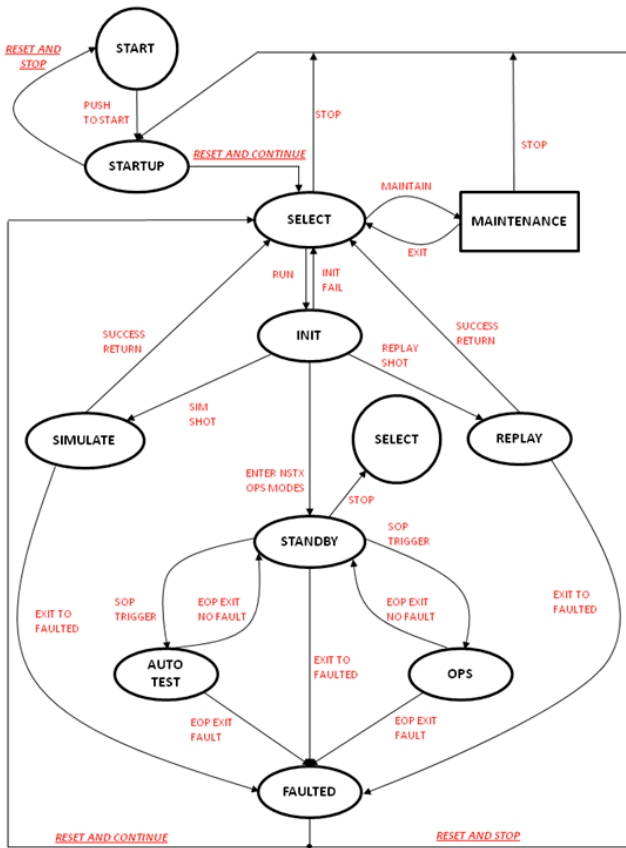 RESET AND
STOP
START
PUSH
TO START
STOP
STOP
STARTUP
RESET AND CONTINUE
MAINTAIN
SELECT
MAINTENANCE
EXIT
RUN
INIT
FAIL
SUCCESS
RETURN
INIT
REPLAY
SHOT
SUCCESS
RETURN
SIM
SHOT
SIMULATE
SELECT
REPLAY
ENTER NSTX
OPS MODES
STOP
STANDBY
SOP
TRIGGER
SOP
TRIGGER
EOP EXIT
NO FAULT
EOP EXIT
NO FAULT
EXIT TO
FAULTED
EXIT TO
FAULTED
AUTO
TEST
EXIT TO
FAULTED
OPS
EOP EXIT
FAULT
EOP EXIT
FAULT
FAULTED
RESET AND CONTINUE
RESET AND STOP